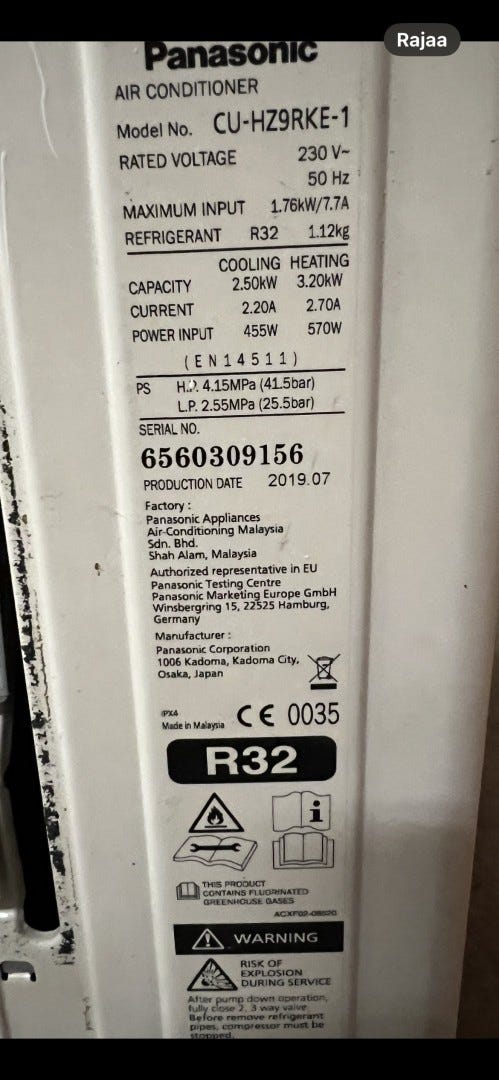 Rajaa
Panasonic
AIR CONDITIONER
Model No. CU-HZ9RKE-1
RATED VOLTAGE 230 V~
50 Hz
MAXIMUM INPUT 1.76kW/7.7A
REFRIGERANT R32 1.12kg
COOLING HEATING
CAPACITY 2.50kW 3.20kW
CURRENT 2.20A 2.70A
POWER INPUT 455W 570W
(EN14511)
PS H.P. 4.15MPa (41.5bar)
L.P. 2.55MPa (25.5bar)
SERIAL NO.
6560309156
PRODUCTION DATE 2019.07
Factory :
Panasonic Appliances
Air-Conditioning Malaysia
Sdn. Bhd.
Shah Alam, Malaysia
Authorized representative in EU
Panasonic Testing Centre
Panasonic Marketing Europe GmbH
Winsbergring 15, 22525 Hamburg,
Germany
Manufacturer :
Panasonic Corporation
1006 Kadoma, Kadoma City,
Osaka, Japan
IPX4
Made in Malaysia CE 0035
R32
THIS PRODUCT
CONTAINS FLUORINATED
GREENHOUSE GASES
WARNING
RISK OF
EXPLOSION
DURING SERVICE
After pump down operation,
fully close 2, 3 way valve.
Before remove refrigerant
pipes, compressor must be
stopped.